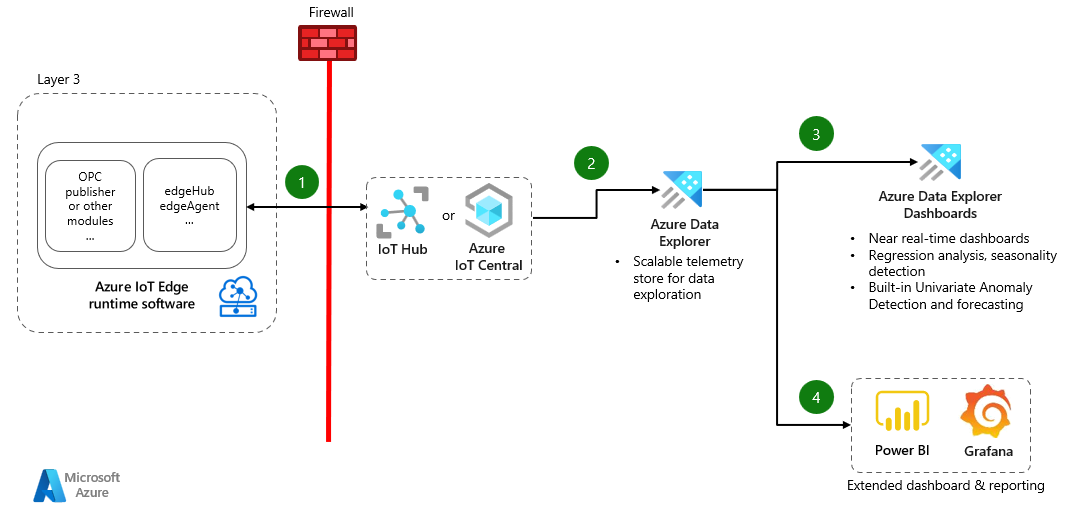 Firewall
Layer 3
OPC
publisher
or other
modules
...
edgeHub
edgeAgent
...
Azure IoT Edge
runtime software
1
IoT Hub
or
Azure
IoT Central
2
Azure Data
Explorer
• Scalable telemetry
store for data
exploration
3
Azure Data Explorer
Dashboards
• Near real-time dashboards
• Regression analysis, seasonality
detection
• Built-in Univariate Anomaly
Detection and forecasting
4
Power BI
Grafana
Extended dashboard & reporting
Microsoft
Azure